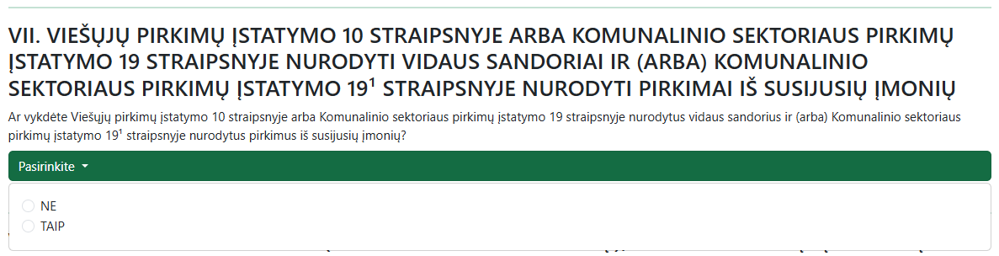 VII. VIEŠŲJŲ PIRKIMŲ ĮSTATYMO 10 STRAIPSNYJE ARBA KOMUNALINIO SEKTORIAUS PIRKIMŲ
ĮSTATYMO 19 STRAIPSNYJE NURODYTI VIDAUS SANDORIAI IR (ARBA) KOMUNALINIO
SEKTORIAUS PIRKIMŲ ĮSTATYMO 19¹ STRAIPSNYJE NURODYTI PIRKIMAI IŠ SUSIJUSIŲ ĮMONIŲ
Ar vykdėte Viešųjų pirkimų įstatymo 10 straipsnyje arba Komunalinio sektoriaus pirkimų įstatymo 19 straipsnyje nurodytus vidaus sandorius ir (arba) Komunalinio sektoriaus
pirkimų įstatymo 19¹ straipsnyje nurodytus pirkimus iš susijusių įmonių?
Pasirinkite
NE
TAIP